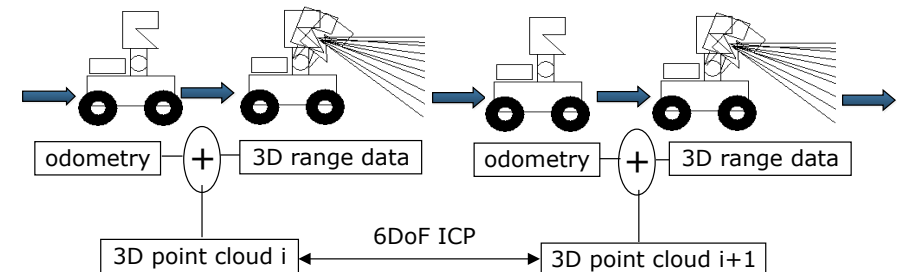 odometry
+
3D range data
odometry
+
3D range data
6DoF ICP
3D point cloud i
3D point cloud i+1